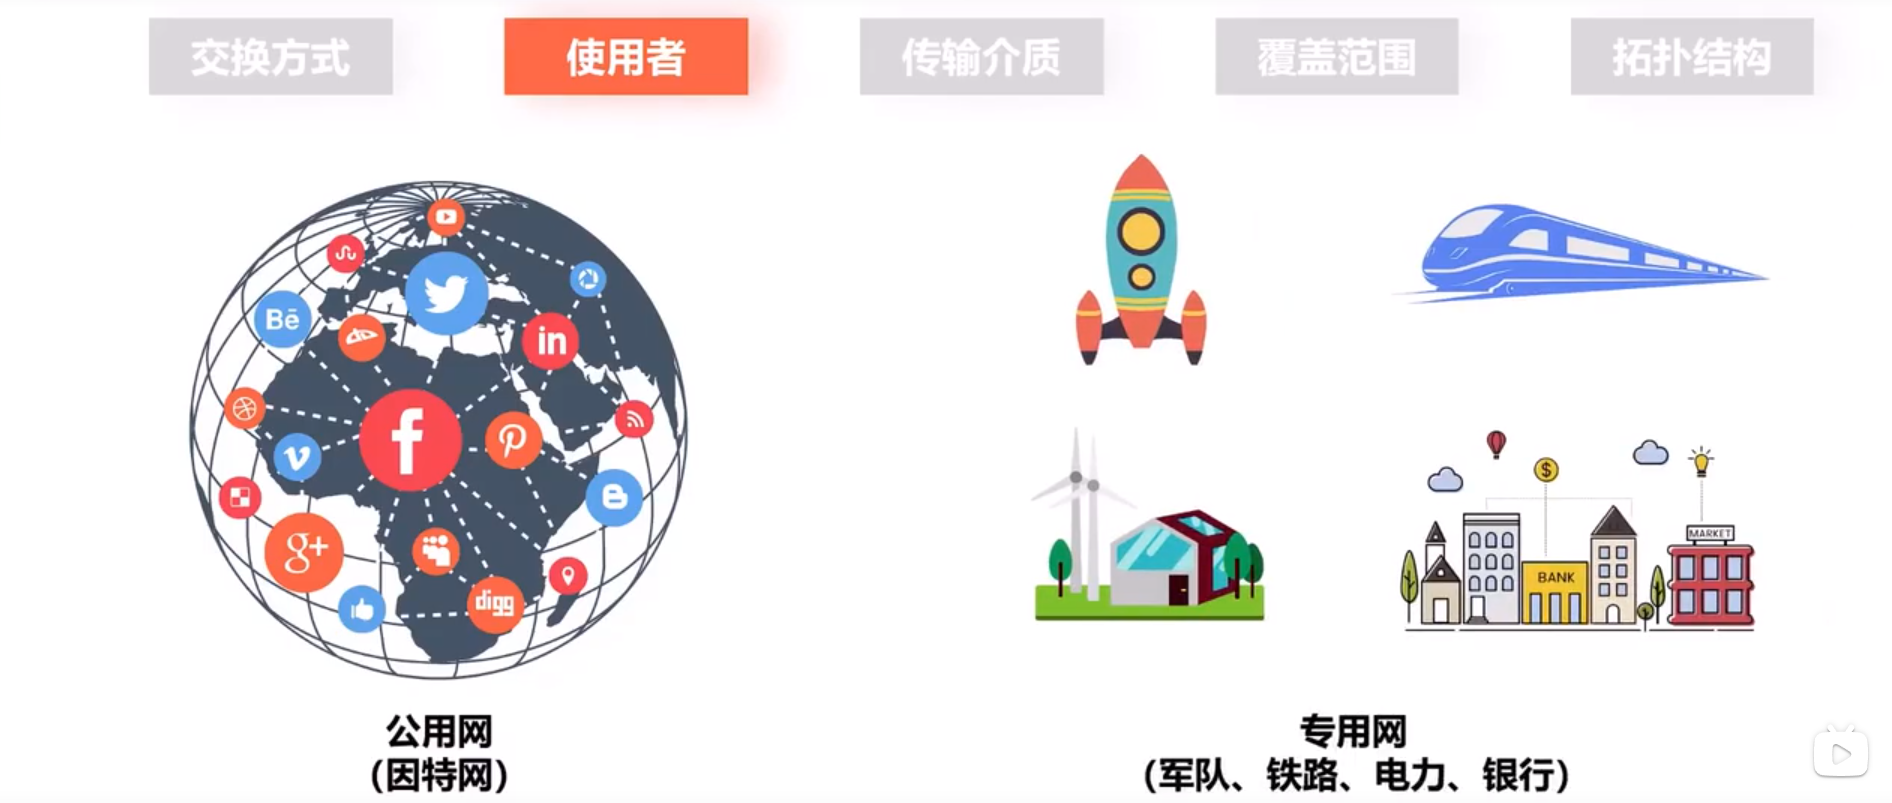 交换方式
使用者
传输介质
覆盖范围
拓扑结构
Bē
in
f
g+
digg
$
MARKET
BANK
公用网
（因特网）
专用网
（军队、铁路、电力、银行）